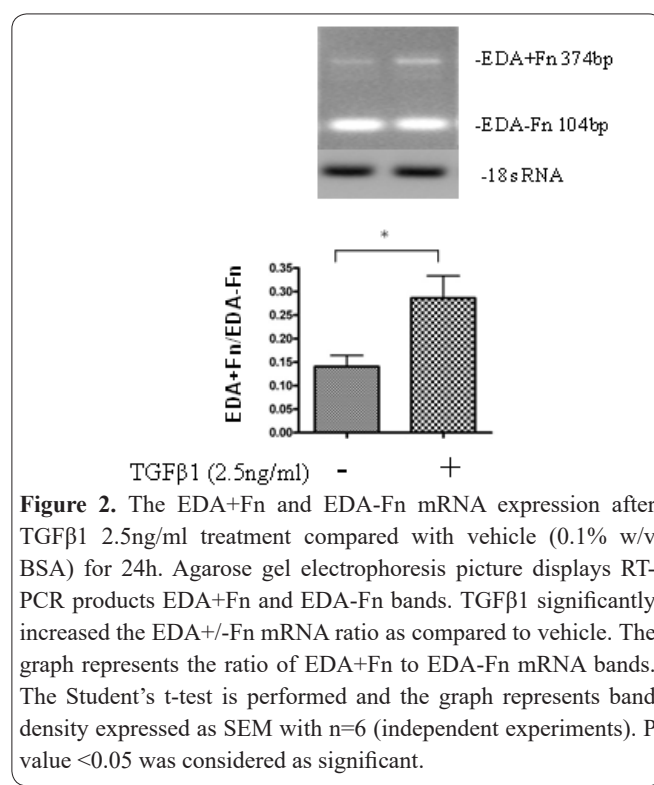 -EDA+Fn 374bp
-EDA-Fn 104bp
-18sRNA
*
EDA+Fn/EDA-Fn
0.35
0.30
0.25
0.20
0.15
0.10
0.05
0.00
TGFβ1 (2.5ng/ml) - +
Figure 2. The EDA+Fn and EDA-Fn mRNA expression after
TGFβ1 2.5ng/ml treatment compared with vehicle (0.1% w/v
BSA) for 24h. Agarose gel electrophoresis picture displays RT-
PCR products EDA+Fn and EDA-Fn bands. TGFβ1 significantly
increased the EDA+/-Fn mRNA ratio as compared to vehicle. The
graph represents the ratio of EDA+Fn to EDA-Fn mRNA bands.
The Student’s t-test is performed and the graph represents band
density expressed as SEM with n=6 (independent experiments). P
value <0.05 was considered as significant.